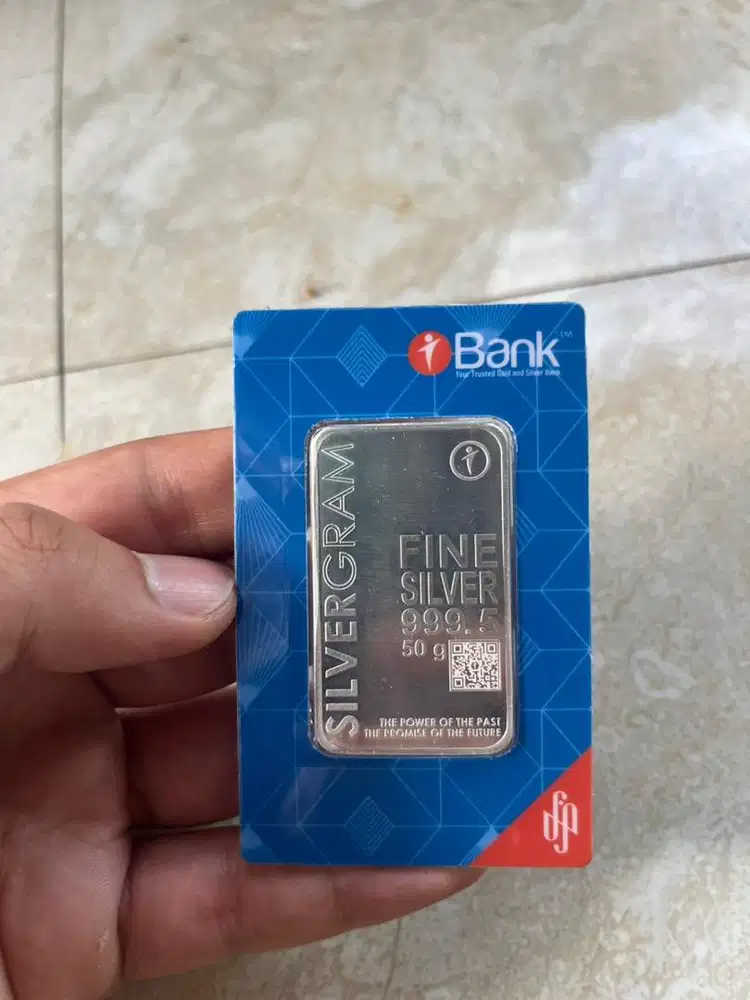 Bank
TM
Your Trusted Gold and Silver Bank
SILVERGRAM
FINE
SILVER
999.5
50 g
THE POWER OF THE PAST
THE PROMISE OF THE FUTURE